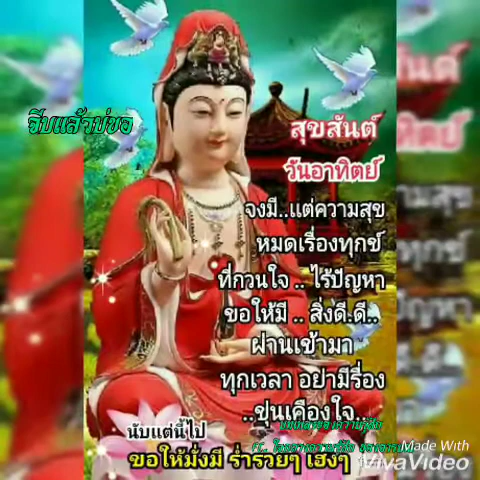 รีบแล้วบ่ขอ
สุขสันต์
วันอาทิตย์
จงมี..แต่ความสุข
หมดเรื่องทุกข์
ที่กวนใจ .. ไร้ปัญหา
ขอให้มี .. สิ่งดี.ดี..
ผ่านเข้ามา
ทุกเวลา อย่ามีรื่อง
..ขุ่นเคืองใจ..
นับแต่นี้ไป
ขอให้มั่งมี ร่ำรวยๆ เฮงๆ
Made With
VivaVideo